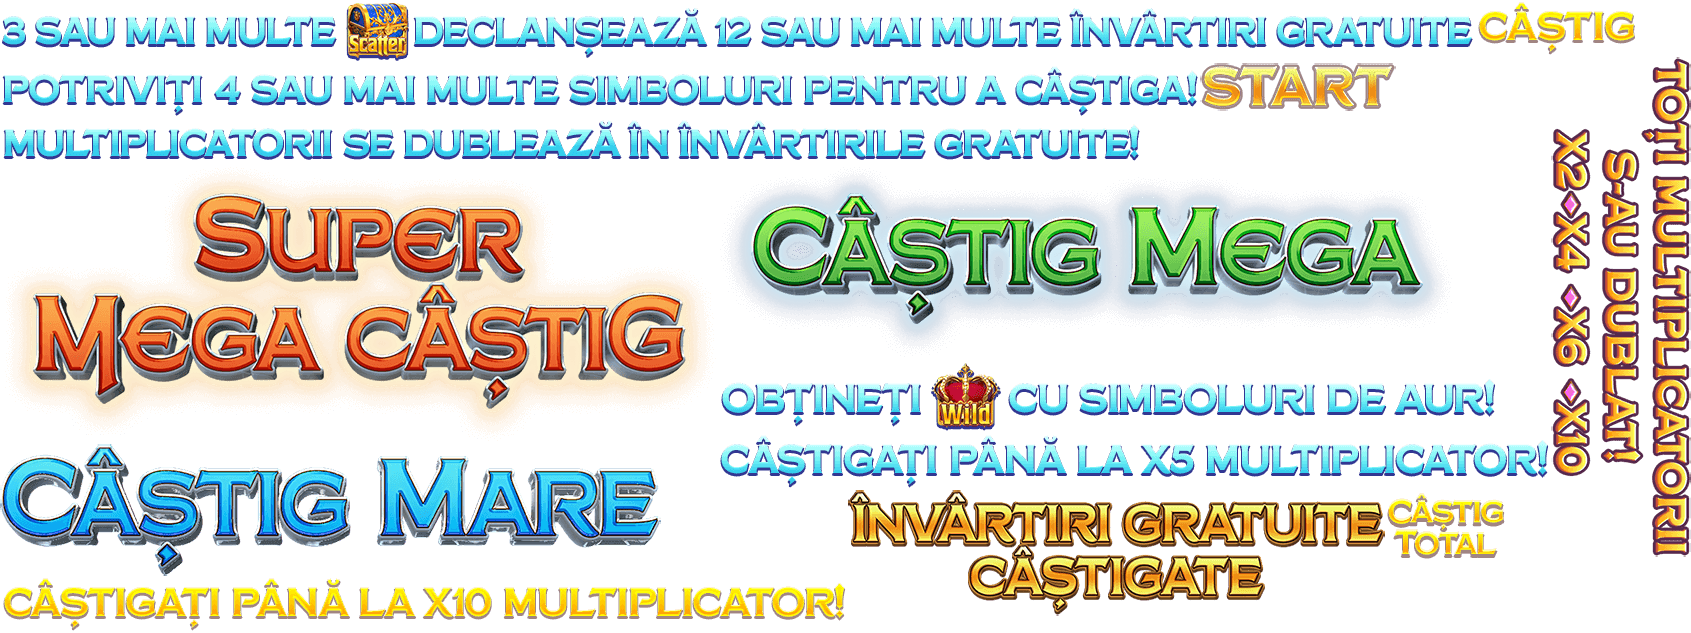 3 SAU MAI MULTE Scatter DECLANȘEAZĂ 12 SAU MAI MULTE ÎNVÂRTIRI GRATUITE
CÂȘTIG
POTRIVIȚI 4 SAU MAI MULTE SIMBOLURI PENTRU A CÂȘTIGA!
START
MULTIPLICATORII SE DUBLEAZĂ ÎN ÎNVÂRTIRILE GRATUITE!
SUPER
MEGA CÂȘTIG
CÂȘTIG MEGA
OBȚINEȚI Wild CU SIMBOLURI DE AUR!
CÂȘTIGAȚI PÂNĂ LA X5 MULTIPLICATOR!
CÂȘTIG MARE
ÎNVÂRTIRI GRATUITE
CÂȘTIGATE
CÂȘTIG
TOTAL
CÂȘTIGAȚI PÂNĂ LA X10 MULTIPLICATOR!
TOȚI MULTIPLICATORII
S-AU DUBLAT!
X2 X4 X6 X10